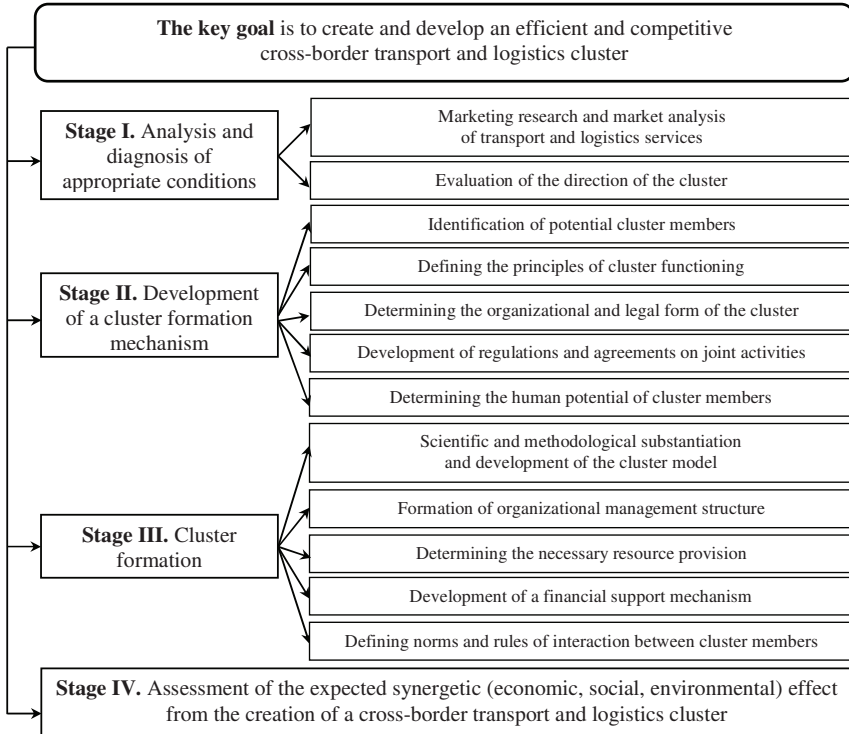 The key goal is to create and develop an efficient and competitive
cross-border transport and logistics cluster
Stage I. Analysis and
diagnosis of
appropriate conditions
Marketing research and market analysis
of transport and logistics services
Evaluation of the direction of the cluster
Stage II. Development
of a cluster formation
mechanism
Identification of potential cluster members
Defining the principles of cluster functioning
Determining the organizational and legal form of the cluster
Development of regulations and agreements on joint activities
Determining the human potential of cluster members
Stage III. Cluster
formation
Scientific and methodological substantiation
and development of the cluster model
Formation of organizational management structure
Determining the necessary resource provision
Development of a financial support mechanism
Defining norms and rules of interaction between cluster members
Stage IV. Assessment of the expected synergetic (economic, social, environmental) effect
from the creation of a cross-border transport and logistics cluster